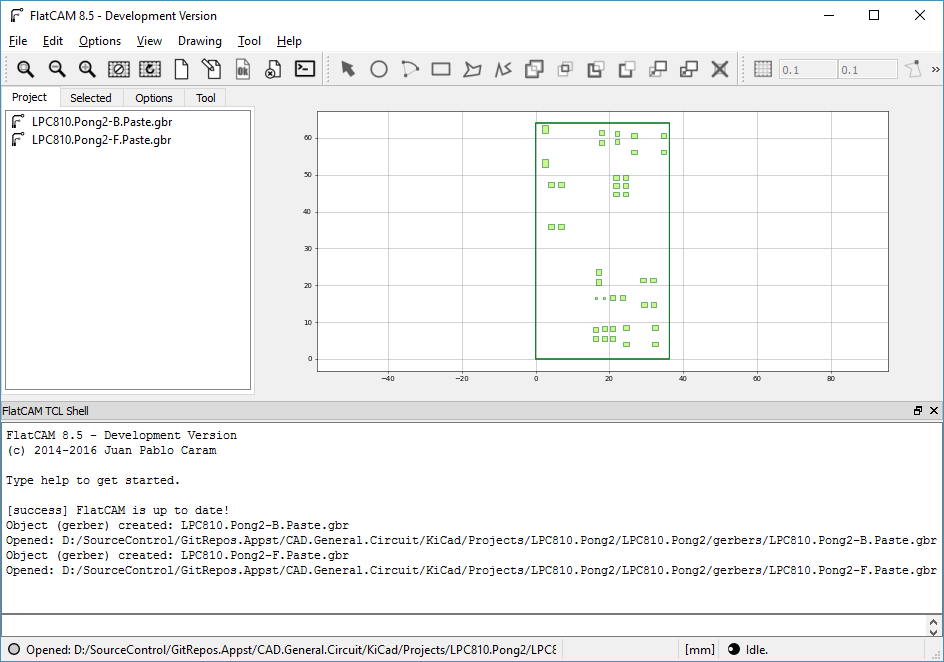 FlatCAM 8.5 - Development Version
File Edit Options View Drawing Tool Help
Ok 0.1 0.1 »
Project Selected Options Tool
LPC810.Pong2-B.Paste.gbr
LPC810.Pong2-F.Paste.gbr
60
50
40
30
20
10
0
−40 −20 0 20 40 60 80
FlatCAM TCL Shell
FlatCAM 8.5 - Development Version
(c) 2014-2016 Juan Pablo Caram
Type help to get started.
[success] FlatCAM is up to date!
Object (gerber) created: LPC810.Pong2-B.Paste.gbr
Opened: D:/SourceControl/GitRepos.Appst/CAD.General.Circuit/KiCad/Projects/LPC810.Pong2/LPC810.Pong2/gerbers/LPC810.Pong2-B.Paste.gbr
Object (gerber) created: LPC810.Pong2-F.Paste.gbr
Opened: D:/SourceControl/GitRepos.Appst/CAD.General.Circuit/KiCad/Projects/LPC810.Pong2/LPC810.Pong2/gerbers/LPC810.Pong2-F.Paste.gbr
Opened: D:/SourceControl/GitRepos.Appst/CAD.General.Circuit/KiCad/Projects/LPC810.Pong2/LPC8 [mm] Idle.